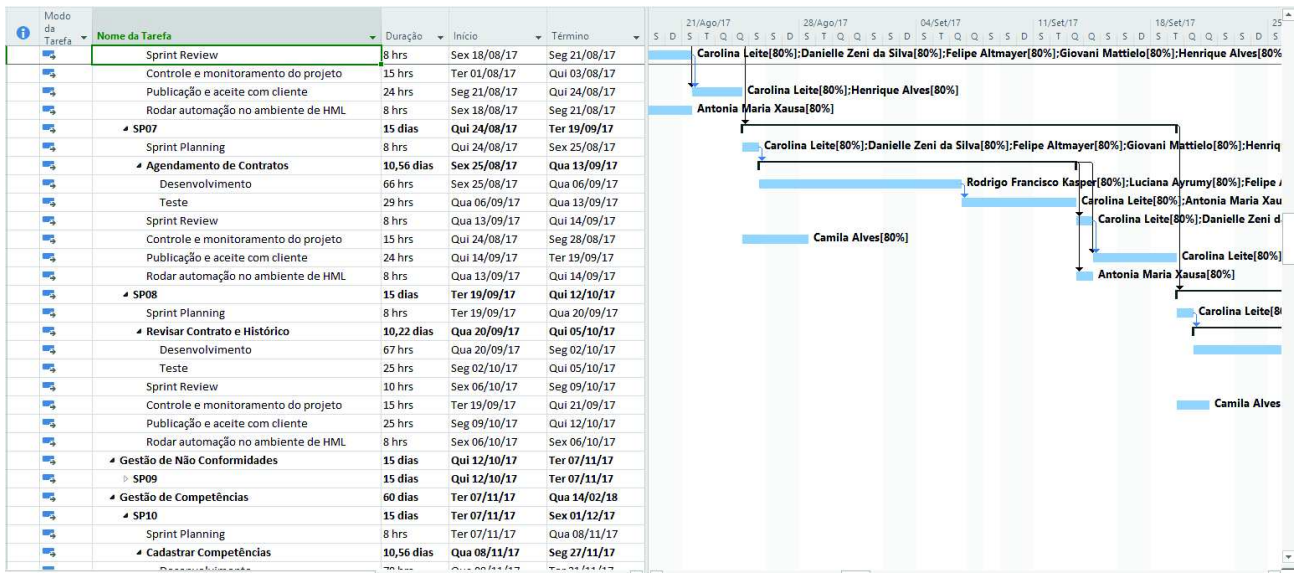 Modo da Tarefa Nome da Tarefa Duração Início Término
21/Ago/17 28/Ago/17 04/Set/17 11/Set/17 18/Set/17 25
S D S T Q Q S S D S T Q Q S S D S T Q Q S S D S T Q Q S S D S T Q Q S S D S
Sprint Review 8 hrs Sex 18/08/17 Seg 21/08/17 Carolina Leite[80%];Danielle Zeni da Silva[80%];Felipe Altmayer[80%];Giovani Mattielo[80%];Henrique Alves[80%
Controle e monitoramento do projeto 15 hrs Ter 01/08/17 Qui 03/08/17
Publicação e aceite com cliente 24 hrs Seg 21/08/17 Qui 24/08/17 Carolina Leite[80%];Henrique Alves[80%]
Rodar automação no ambiente de HML 8 hrs Sex 18/08/17 Seg 21/08/17 Antonia Maria Xausa[80%]
SP07 15 dias Qui 24/08/17 Ter 19/09/17
Sprint Planning 8 hrs Qui 24/08/17 Sex 25/08/17 Carolina Leite[80%];Danielle Zeni da Silva[80%];Felipe Altmayer[80%];Giovani Mattielo[80%];Henriq
Agendamento de Contratos 10,56 dias Sex 25/08/17 Qua 13/09/17
Desenvolvimento 66 hrs Sex 25/08/17 Qua 06/09/17 Rodrigo Francisco Kasper[80%];Luciana Ayrumy[80%];Felipe
Teste 29 hrs Qua 06/09/17 Qua 13/09/17 Carolina Leite[80%];Antonia Maria Xau
Sprint Review 8 hrs Qua 13/09/17 Qui 14/09/17 Carolina Leite[80%];Danielle Zeni d
Controle e monitoramento do projeto 15 hrs Qui 24/08/17 Seg 28/08/17 Camila Alves[80%]
Publicação e aceite com cliente 24 hrs Qui 14/09/17 Ter 19/09/17 Carolina Leite[80%]
Rodar automação no ambiente de HML 8 hrs Qua 13/09/17 Qui 14/09/17 Antonia Maria Xausa[80%]
SP08 15 dias Ter 19/09/17 Qui 12/10/17
Sprint Planning 8 hrs Ter 19/09/17 Qua 20/09/17 Carolina Leite[8
Revisar Contrato e Histórico 10,22 dias Qua 20/09/17 Qui 05/10/17
Desenvolvimento 67 hrs Qua 20/09/17 Seg 02/10/17
Teste 25 hrs Seg 02/10/17 Qui 05/10/17
Sprint Review 10 hrs Sex 06/10/17 Seg 09/10/17
Controle e monitoramento do projeto 15 hrs Ter 19/09/17 Qui 21/09/17 Camila Alves
Publicação e aceite com cliente 25 hrs Seg 09/10/17 Qui 12/10/17
Rodar automação no ambiente de HML 8 hrs Sex 06/10/17 Sex 06/10/17
Gestão de Não Conformidades 15 dias Qui 12/10/17 Ter 07/11/17
SP09 15 dias Qui 12/10/17 Ter 07/11/17
Gestão de Competências 60 dias Ter 07/11/17 Qua 14/02/18
SP10 15 dias Ter 07/11/17 Sex 01/12/17
Sprint Planning 8 hrs Ter 07/11/17 Qua 08/11/17
Cadastrar Competências 10,56 dias Qua 08/11/17 Seg 27/11/17